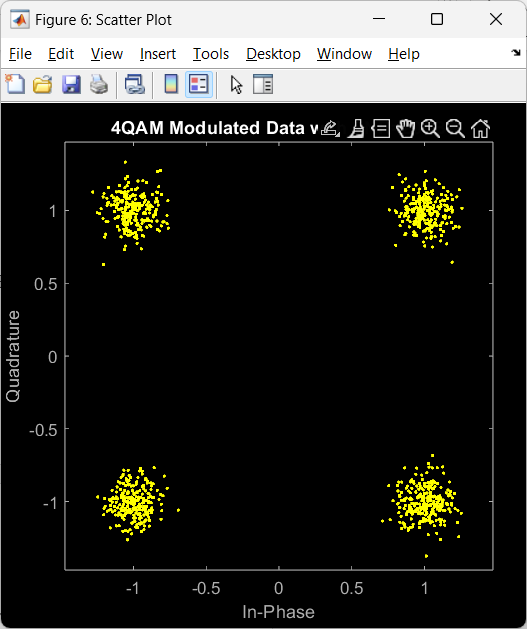 Figure 6: Scatter Plot
File Edit View Insert Tools Desktop Window Help
4QAM Modulated Data
1
0.5
0
-0.5
-1
Quadrature
-1 -0.5 0 0.5 1
In-Phase